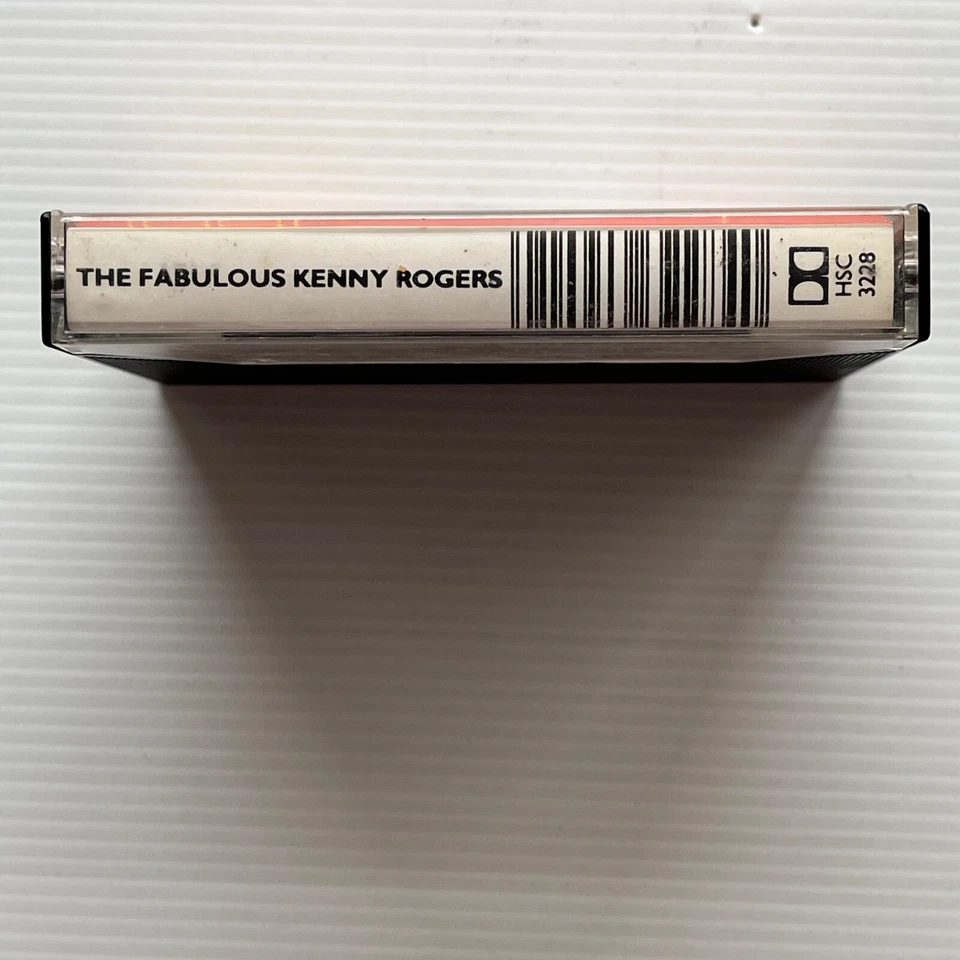 THE FABULOUS KENNY ROGERS
HSC
3228